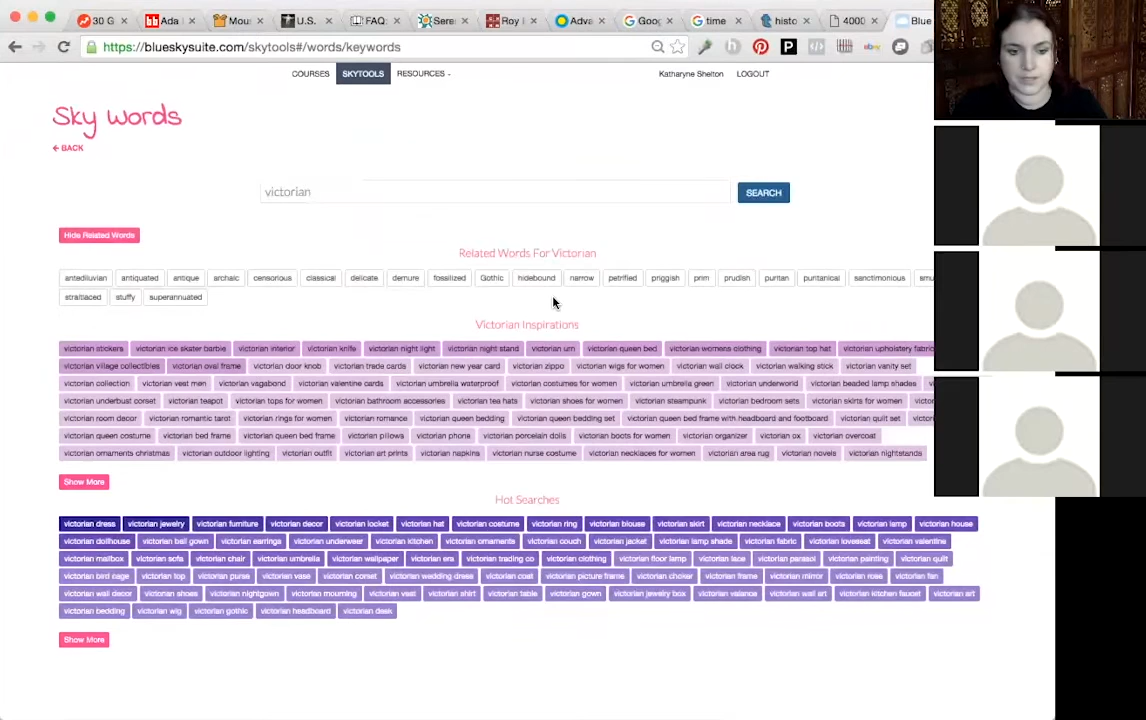 30 G
Ada
Mous
U.S.
FAQ:
Seren
Roy I
Adva
Goog
time
histo
4000
Blue
https://blueskysuite.com/skytools#/words/keywords
COURSES SKYTOOLS RESOURCES
Katharyne Shelton LOGOUT
Sky Words
BACK
victorian SEARCH
Hide Related Words
Related Words For Victorian
antediluvian antiquated antique archaic censorious classical delicate demure fossilized Gothic hidebound narrow petrified priggish prim prudish puritan puritanical sanctimonious smu
straitlaced stuffy superannuated
Victorian Inspirations
victorian stickers victorian ice skater barbie victorian interior victorian knife victorian night light victorian night stand victorian urn victorian queen bed victorian womens clothing victorian top hat victorian upholstery fabric
victorian village collectibles victorian oval frame victorian door knob victorian trade cards victorian new year card victorian zippo victorian wigs for women victorian wall clock victorian walking stick victorian vanity set
victorian collection victorian vest men victorian vagabond victorian valentine cards victorian umbrella waterproof victorian costumes for women victorian umbrella green victorian underworld victorian beaded lamp shades
victorian underbust corset victorian teapot victorian tops for women victorian bathroom accessories victorian tea hats victorian shoes for women victorian steampunk victorian bedroom sets victorian skirts for women
victorian room decor victorian romantic tarot victorian rings for women victorian romance victorian queen bedding victorian queen bedding set victorian queen bed frame with headboard and footboard victorian quilt set
victorian queen costume victorian bed frame victorian queen bed frame victorian pillows victorian phone victorian porcelain dolls victorian boots for women victorian organizer victorian ox victorian overcoat
victorian ornaments christmas victorian outdoor lighting victorian outfit victorian art prints victorian napkins victorian nurse costume victorian necklaces for women victorian area rug victorian novels victorian nightstands
Show More
Hot Searches
victorian dress victorian jewelry victorian furniture victorian decor victorian locket victorian hat victorian costume victorian ring victorian blouse victorian skirt victorian necklace victorian boots victorian lamp victorian house
victorian dollhouse victorian ball gown victorian earrings victorian underwear victorian kitchen victorian ornaments victorian couch victorian jacket victorian lamp shade victorian fabric victorian loveseat victorian valentine
victorian mailbox victorian sofa victorian chair victorian umbrella victorian wallpaper victorian era victorian trading co victorian clothing victorian floor lamp victorian lace victorian parasol victorian painting victorian quilt
victorian bird cage victorian top victorian purse victorian vase victorian corset victorian wedding dress victorian coat victorian picture frame victorian choker victorian frame victorian mirror victorian rose victorian fan
victorian wall decor victorian shoes victorian nightgown victorian mourning victorian vest victorian shirt victorian table victorian gown victorian jewelry box victorian valance victorian wall art victorian kitchen faucet victorian art
victorian bedding victorian wig victorian gothic victorian headboard victorian desk
Show More